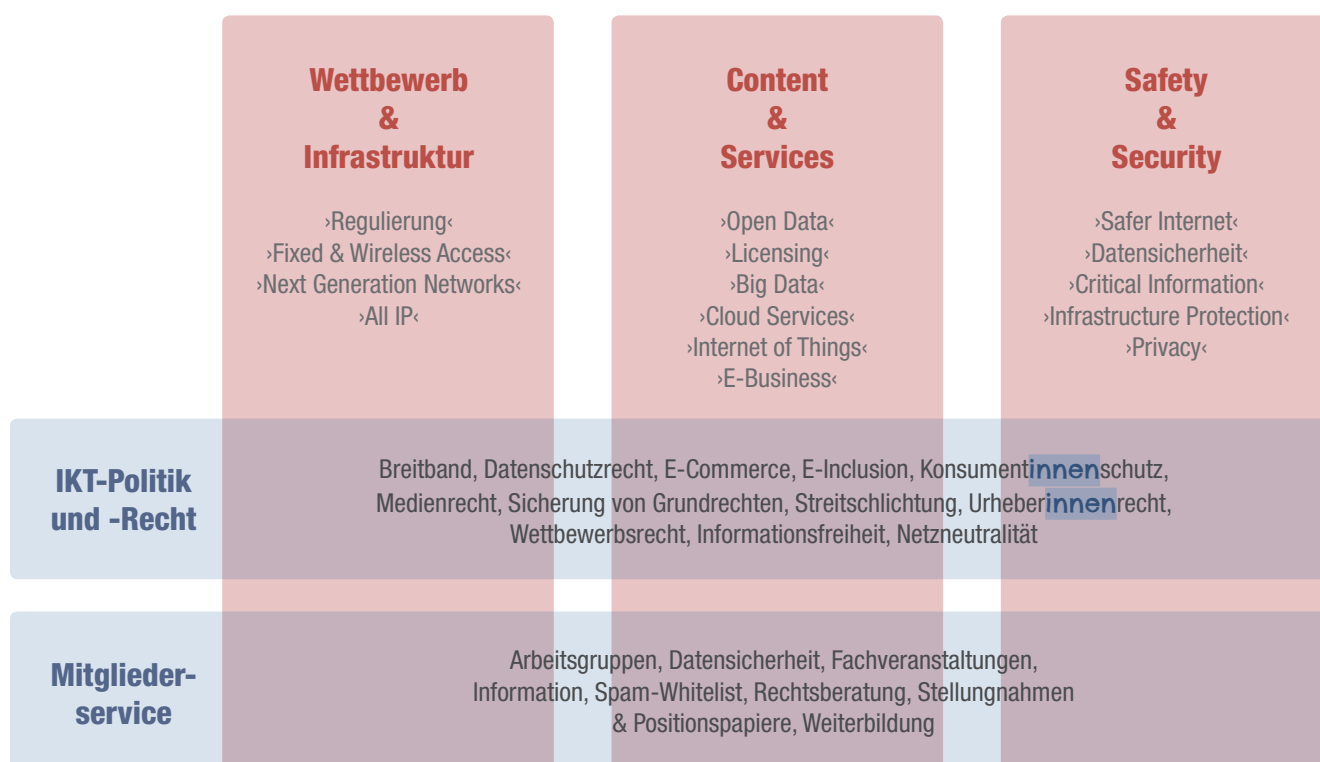 Wettbewerb
&
Infrastruktur
›Regulierung‹
›Fixed & Wireless Access‹
›Next Generation Networks‹
›All IP‹
Content
&
Services
›Open Data‹
›Licensing‹
›Big Data‹
›Cloud Services‹
›Internet of Things‹
›E-Business‹
Safety
&
Security
›Safer Internet‹
›Datensicherheit‹
›Critical Information‹
›Infrastructure Protection‹
›Privacy‹
IKT-Politik
und -Recht
Breitband, Datenschutzrecht, E-Commerce, E-Inclusion, Konsumentinnenschutz,
Medienrecht, Sicherung von Grundrechten, Streitschlichtung, Urheberinnenrecht,
Wettbewerbsrecht, Informationsfreiheit, Netzneutralität
Mitglieder-
service
Arbeitsgruppen, Datensicherheit, Fachveranstaltungen,
Information, Spam-Whitelist, Rechtsberatung, Stellungnahmen
& Positionspapiere, Weiterbildung